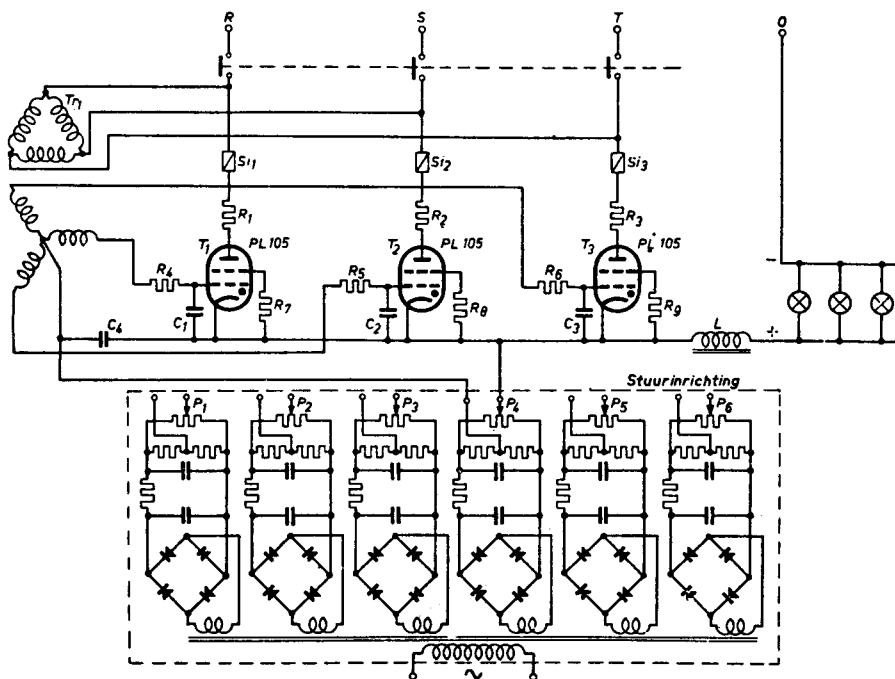 R S T O
Tr1
Si1 Si2 Si3
R1 R2 R3
T1 PL 105 T2 PL 105 T3 PL 105
R4 R5 R6
R7 R8 R9
C4 C1 C2 C3 L
- +
Stuurinrichting
P1 P2 P3 P4 P5 P6
~